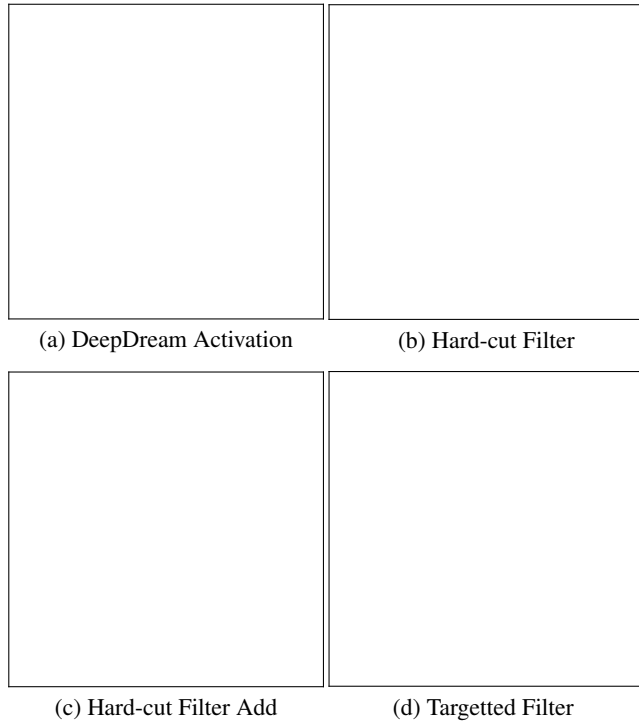 (a) DeepDream Activation
(b) Hard-cut Filter
(c) Hard-cut Filter Add
(d) Targetted Filter